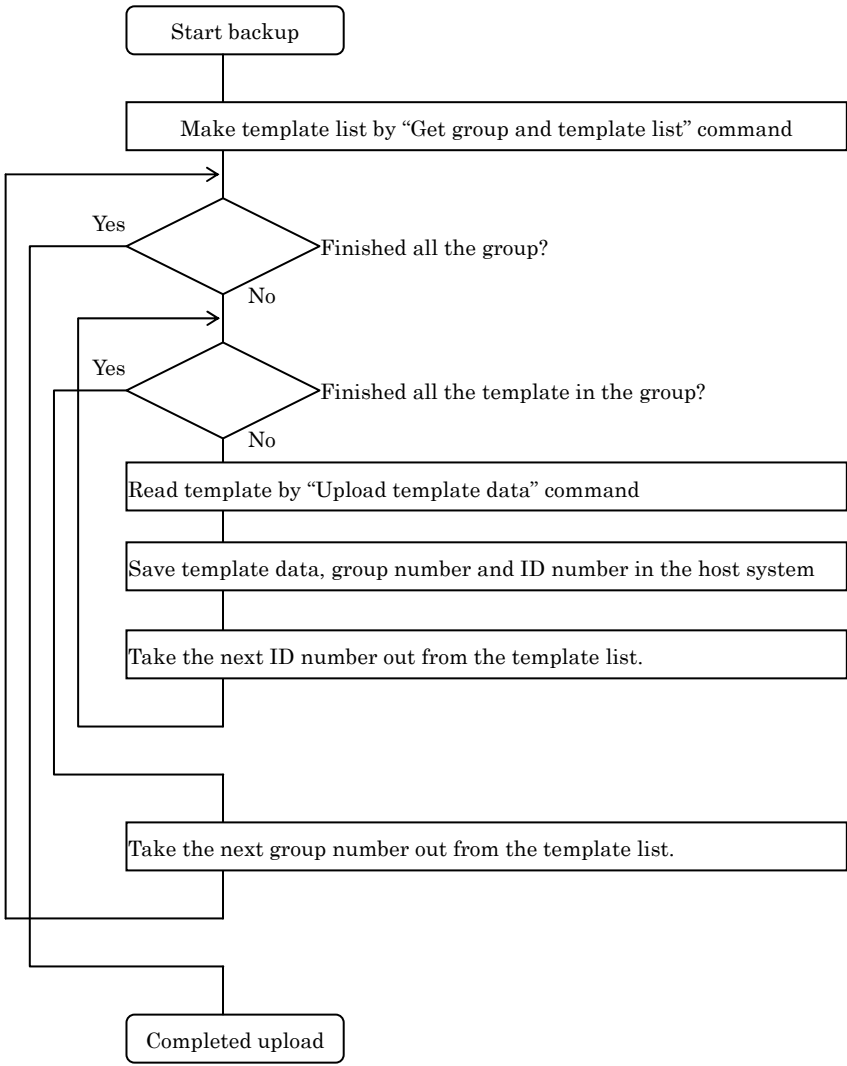 Start backup
Make template list by “Get group and template list” command
Yes
Finished all the group?
No
Yes
Finished all the template in the group?
No
Read template by “Upload template data” command
Save template data, group number and ID number in the host system
Take the next ID number out from the template list.
Take the next group number out from the template list.
Completed upload